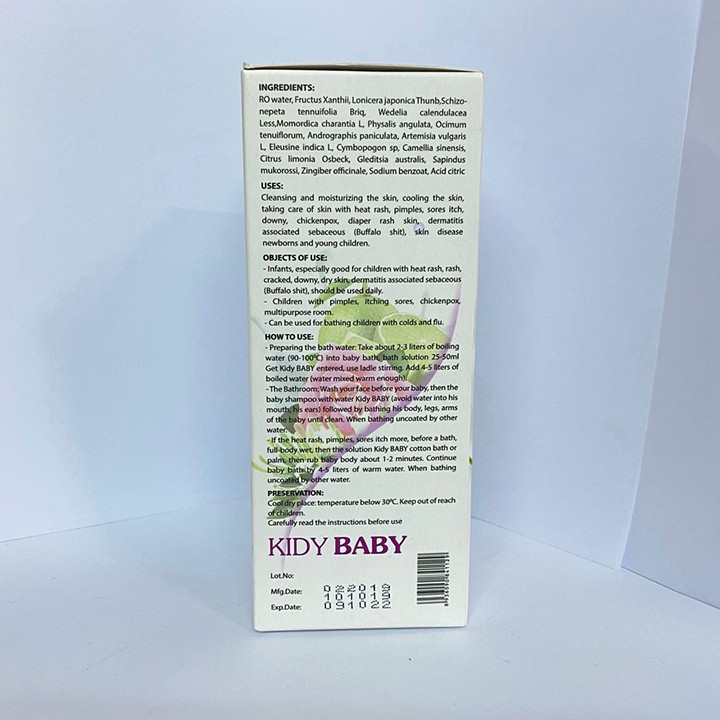 INGREDIENTS:
RO water, Fructus Xanthii, Lonicera japonica Thunb,Schizo-
nepeta tennuifolia Briq, Wedelia calendulacea
Less,Momordica charantia L, Physalis angulata, Ocimum
tenuiflorum, Andrographis paniculata, Artemisia vulgaris
L, Eleusine indica L, Cymbopogon sp, Camellia sinensis,
Citrus limonia Osbeck, Gleditsia australis, Sapindus
mukorossi, Zingiber officinale, Sodium benzoat, Acid citric
USES:
Cleansing and moisturizing the skin, cooling the skin,
taking care of skin with heat rash, pimples, sores itch,
downy, chickenpox, diaper rash skin, dermatitis
associated sebaceous (Buffalo shit), skin disease
newborns and young children.
OBJECTS OF USE:
- Infants, especially good for children with heat rash, rash,
cracked, downy, dry skin, dermatitis associated sebaceous
(Buffalo shit), should be used daily.
- Children with pimples, itching sores, chickenpox,
multipurpose room.
- Can be used for bathing children with colds and flu.
HOW TO USE:
- Preparing the bath water: Take about 2-3 liters of boiling
water (90-100ºC) into baby bath, bath solution 25-50ml
Get Kidy BABY entered, use ladle stirring. Add 4-5 liters of
boiled water (water mixed warm enough)
- The Bathroom: Wash your face before your baby, then the
baby shampoo with water Kidy BABY (avoid water into his
mouth, his ears) followed by bathing his body, legs, arms
of the baby until clean. When bathing uncoated by other
water.
- If the heat rash, pimples, sores itch more, before a bath,
full-body wet, then the solution Kidy BABY cotton bath or
palm, then rub baby body about 1-2 minutes. Continue
baby bath by 4-5 liters of warm water. When bathing
uncoated by other water.
PRESERVATION:
Cool dry place: temperature below 30ºC. Keep out of reach
of children.
Carefully read the instructions before use
KIDY BABY
Lot.No: 022019
Mfg.Date: 101019
Exp.Date: 091022